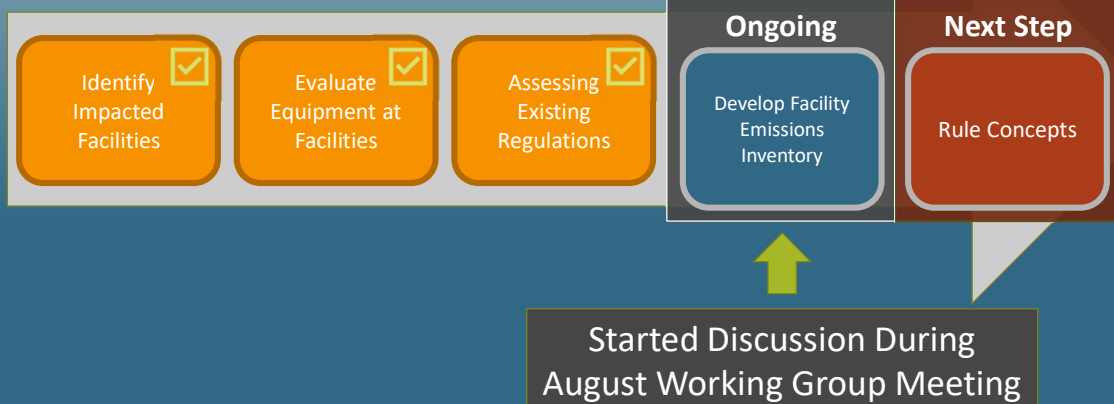 Identify
Impacted
Facilities
Evaluate
Equipment at
Facilities
Assessing
Existing
Regulations
Ongoing
Develop Facility
Emissions
Inventory
Next Step
Rule Concepts
Started Discussion During
August Working Group Meeting